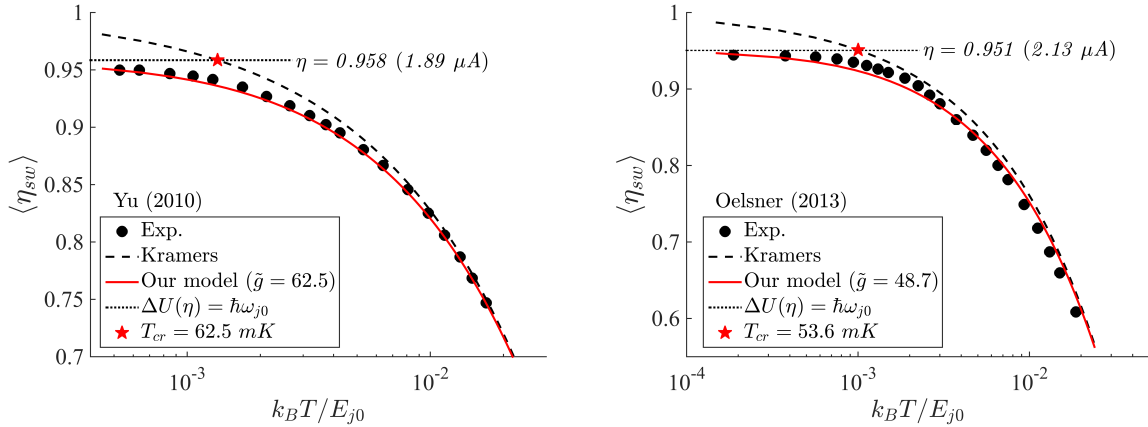 1
0.95
0.9
0.85
0.8
0.75
0.7
⟨η_sw⟩
η = 0.958 (1.89 μA)
Yu (2010)
Exp.
Kramers
Our model (g̃ = 62.5)
ΔU(η) = ℏω_j0
T_cr = 62.5 mK
10^-3
10^-2
k_BT/E_j0
1
0.9
0.8
0.7
0.6
⟨η_sw⟩
η = 0.951 (2.13 μA)
Oelsner (2013)
Exp.
Kramers
Our model (g̃ = 48.7)
ΔU(η) = ℏω_j0
T_cr = 53.6 mK
10^-4
10^-3
10^-2
k_BT/E_j0